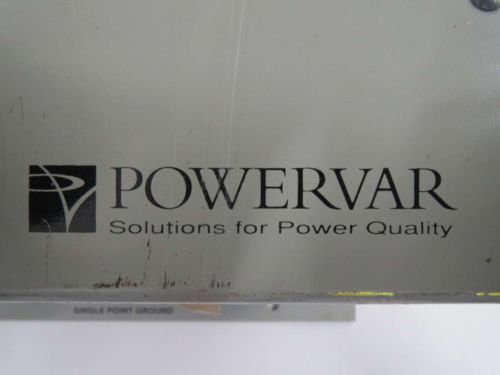 POWERVAR
Solutions for Power Quality
SINGLE POINT GROUND